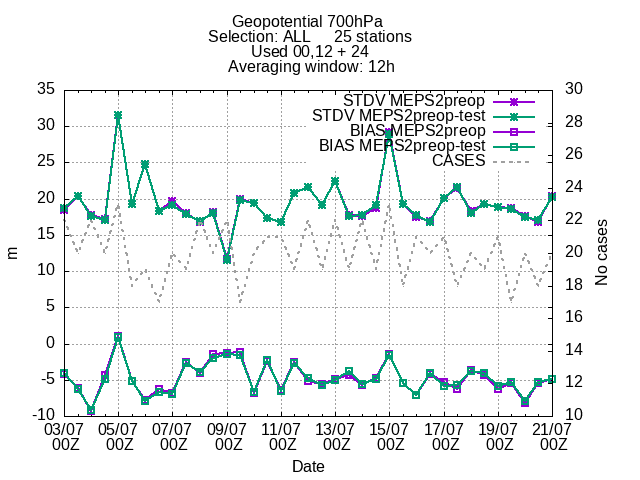 Geopotential 700hPa
Selection: ALL 25 stations
Used 00,12 + 24
Averaging window: 12h
35 30
30 28
25 26
20 24
15 22
10 20
5 18
0 16
-5 14
-10 12
10
STDV MEPS2preop
STDV MEPS2preop-test
BIAS MEPS2preop
BIAS MEPS2preop-test
CASES
m
No cases
03/07 05/07 07/07 09/07 11/07 13/07 15/07 17/07 19/07 21/07
00Z 00Z 00Z 00Z 00Z 00Z 00Z 00Z 00Z 00Z
Date